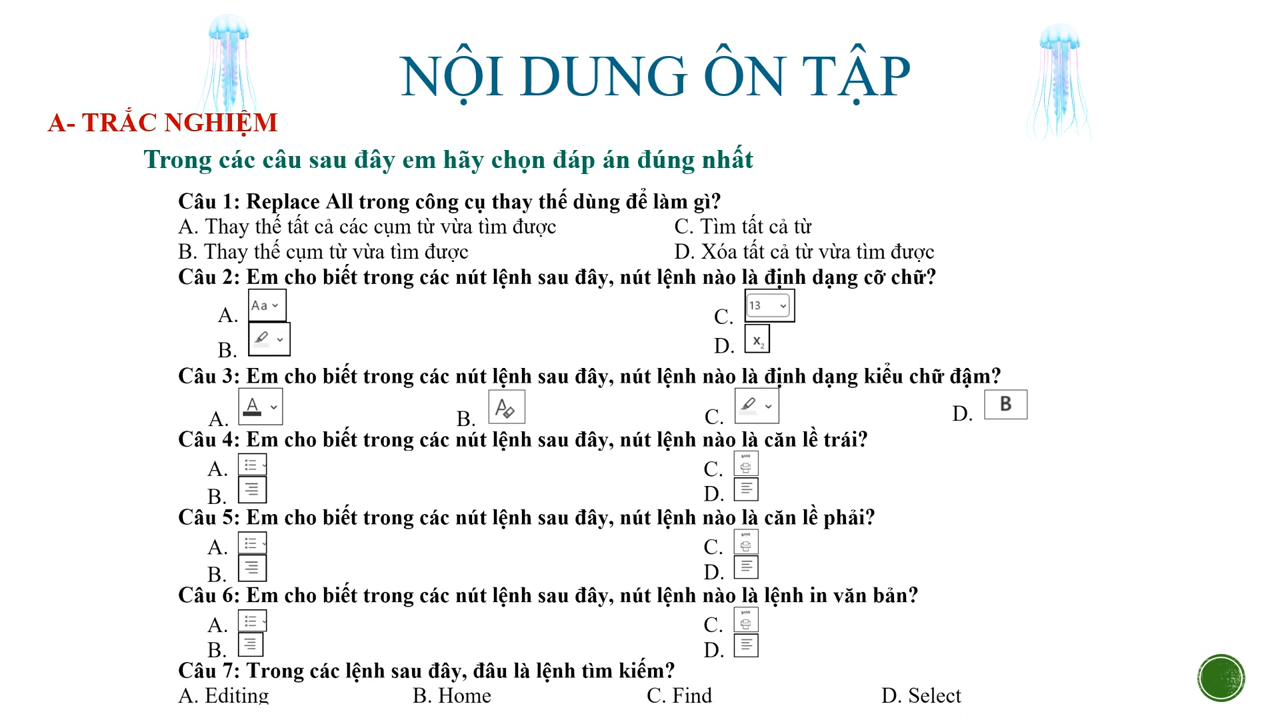 NỘI DUNG ÔN TẬP
A- TRẮC NGHIỆM
Trong các câu sau đây em hãy chọn đáp án đúng nhất
Câu 1: Replace All trong công cụ thay thế dùng để làm gì?
A. Thay thế tất cả các cụm từ vừa tìm được C. Tìm tất cả từ
B. Thay thế cụm từ vừa tìm được D. Xóa tất cả từ vừa tìm được
Câu 2: Em cho biết trong các nút lệnh sau đây, nút lệnh nào là định dạng cỡ chữ?
A. Aa C. 13
B. D. x₂
Câu 3: Em cho biết trong các nút lệnh sau đây, nút lệnh nào là định dạng kiểu chữ đậm?
A. A B. A C. D. B
Câu 4: Em cho biết trong các nút lệnh sau đây, nút lệnh nào là căn lề trái?
A. C.
B. D.
Câu 5: Em cho biết trong các nút lệnh sau đây, nút lệnh nào là căn lề phải?
A. C.
B. D.
Câu 6: Em cho biết trong các nút lệnh sau đây, nút lệnh nào là lệnh in văn bản?
A. C.
B. D.
Câu 7: Trong các lệnh sau đây, đâu là lệnh tìm kiếm?
A. Editing B. Home C. Find D. Select